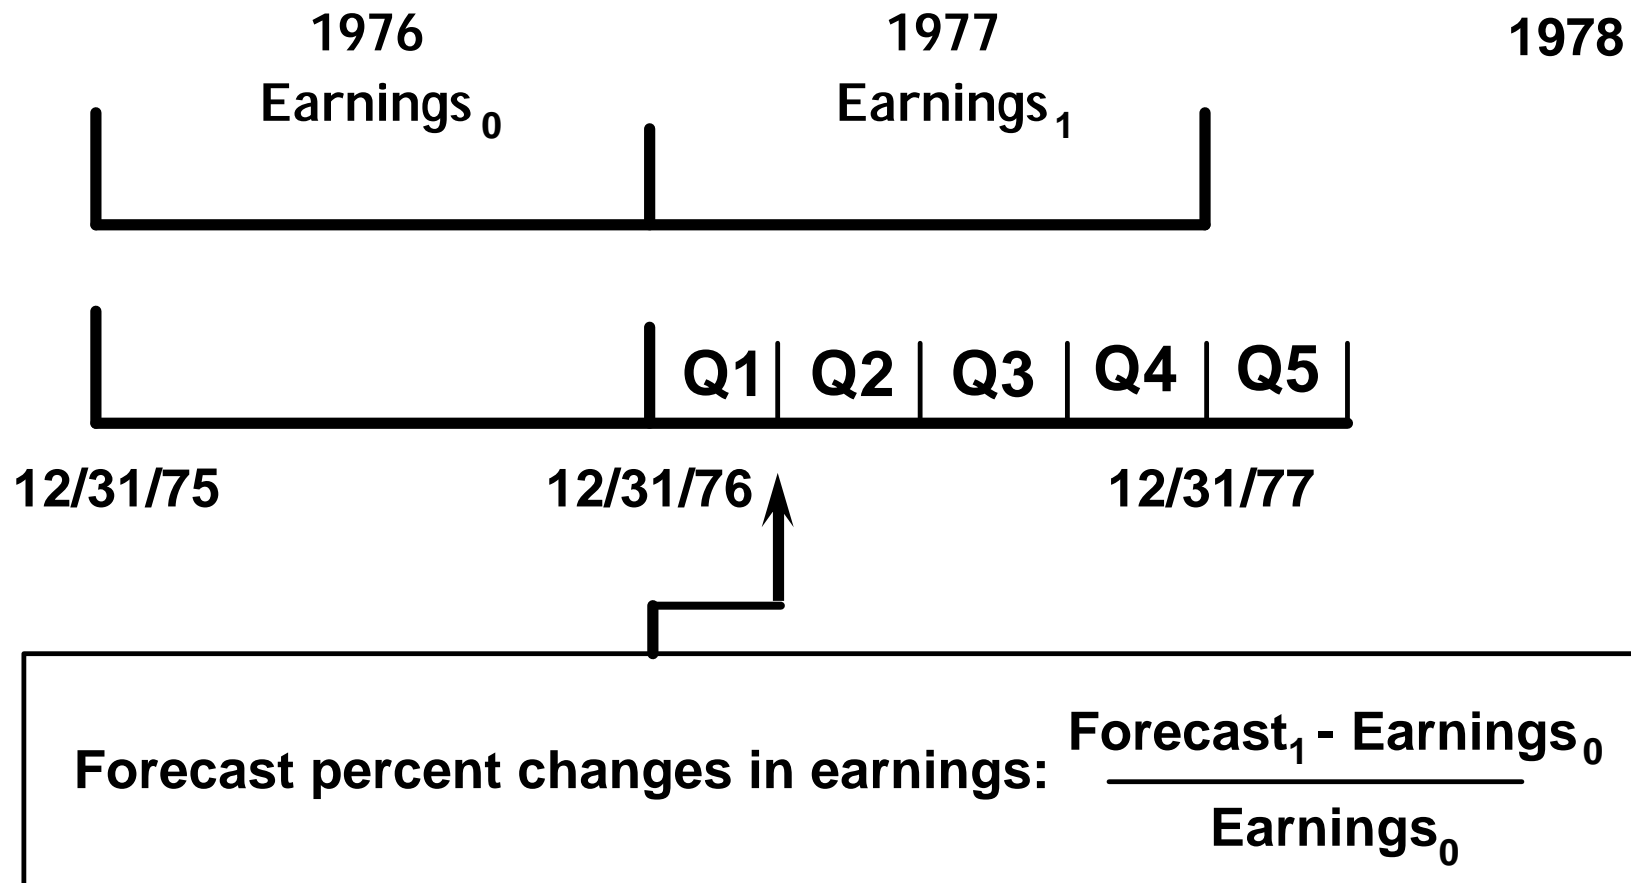 1976 1977 1978
Earnings₀ Earnings₁
Q1 Q2 Q3 Q4 Q5
12/31/75 12/31/76 12/31/77
Forecast₁ - Earnings₀
Forecast percent changes in earnings:
Earnings₀